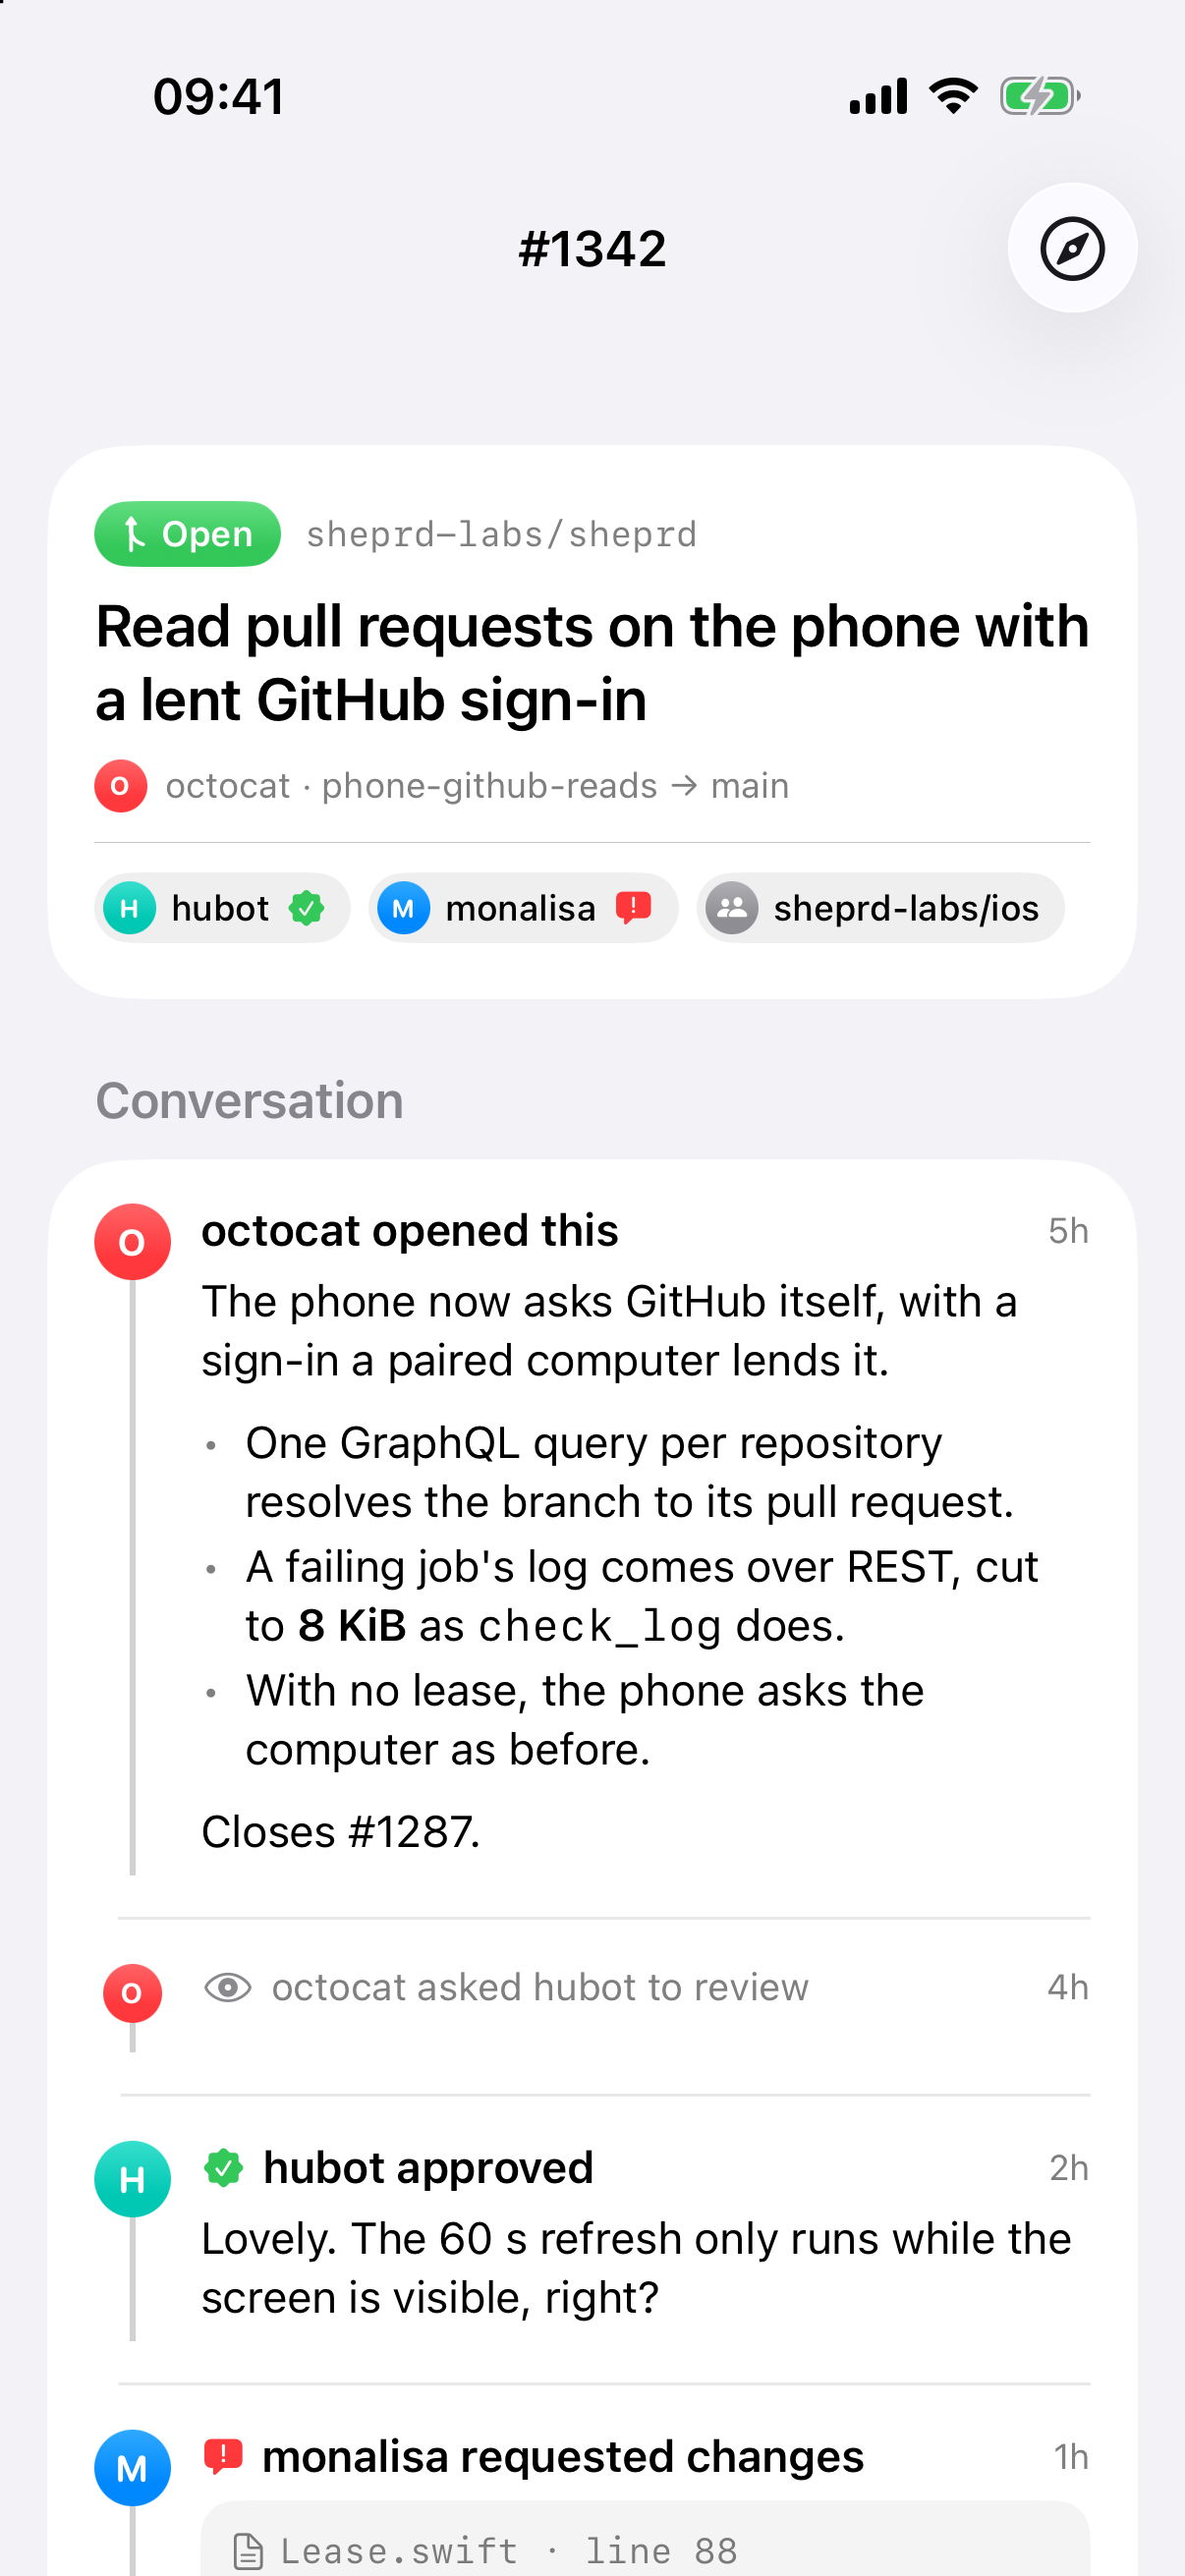 09:41
#1342
Open sheprd-labs/sheprd
Read pull requests on the phone with
a lent GitHub sign-in
O octocat · phone-github-reads → main
H hubot M monalisa sheprd-labs/ios
Conversation
O octocat opened this 5h
The phone now asks GitHub itself, with a
sign-in a paired computer lends it.
• One GraphQL query per repository
resolves the branch to its pull request.
• A failing job's log comes over REST, cut
to 8 KiB as check_log does.
• With no lease, the phone asks the
computer as before.
Closes #1287.
O octocat asked hubot to review 4h
H hubot approved 2h
Lovely. The 60 s refresh only runs while the
screen is visible, right?
M monalisa requested changes 1h
Lease.swift · line 88